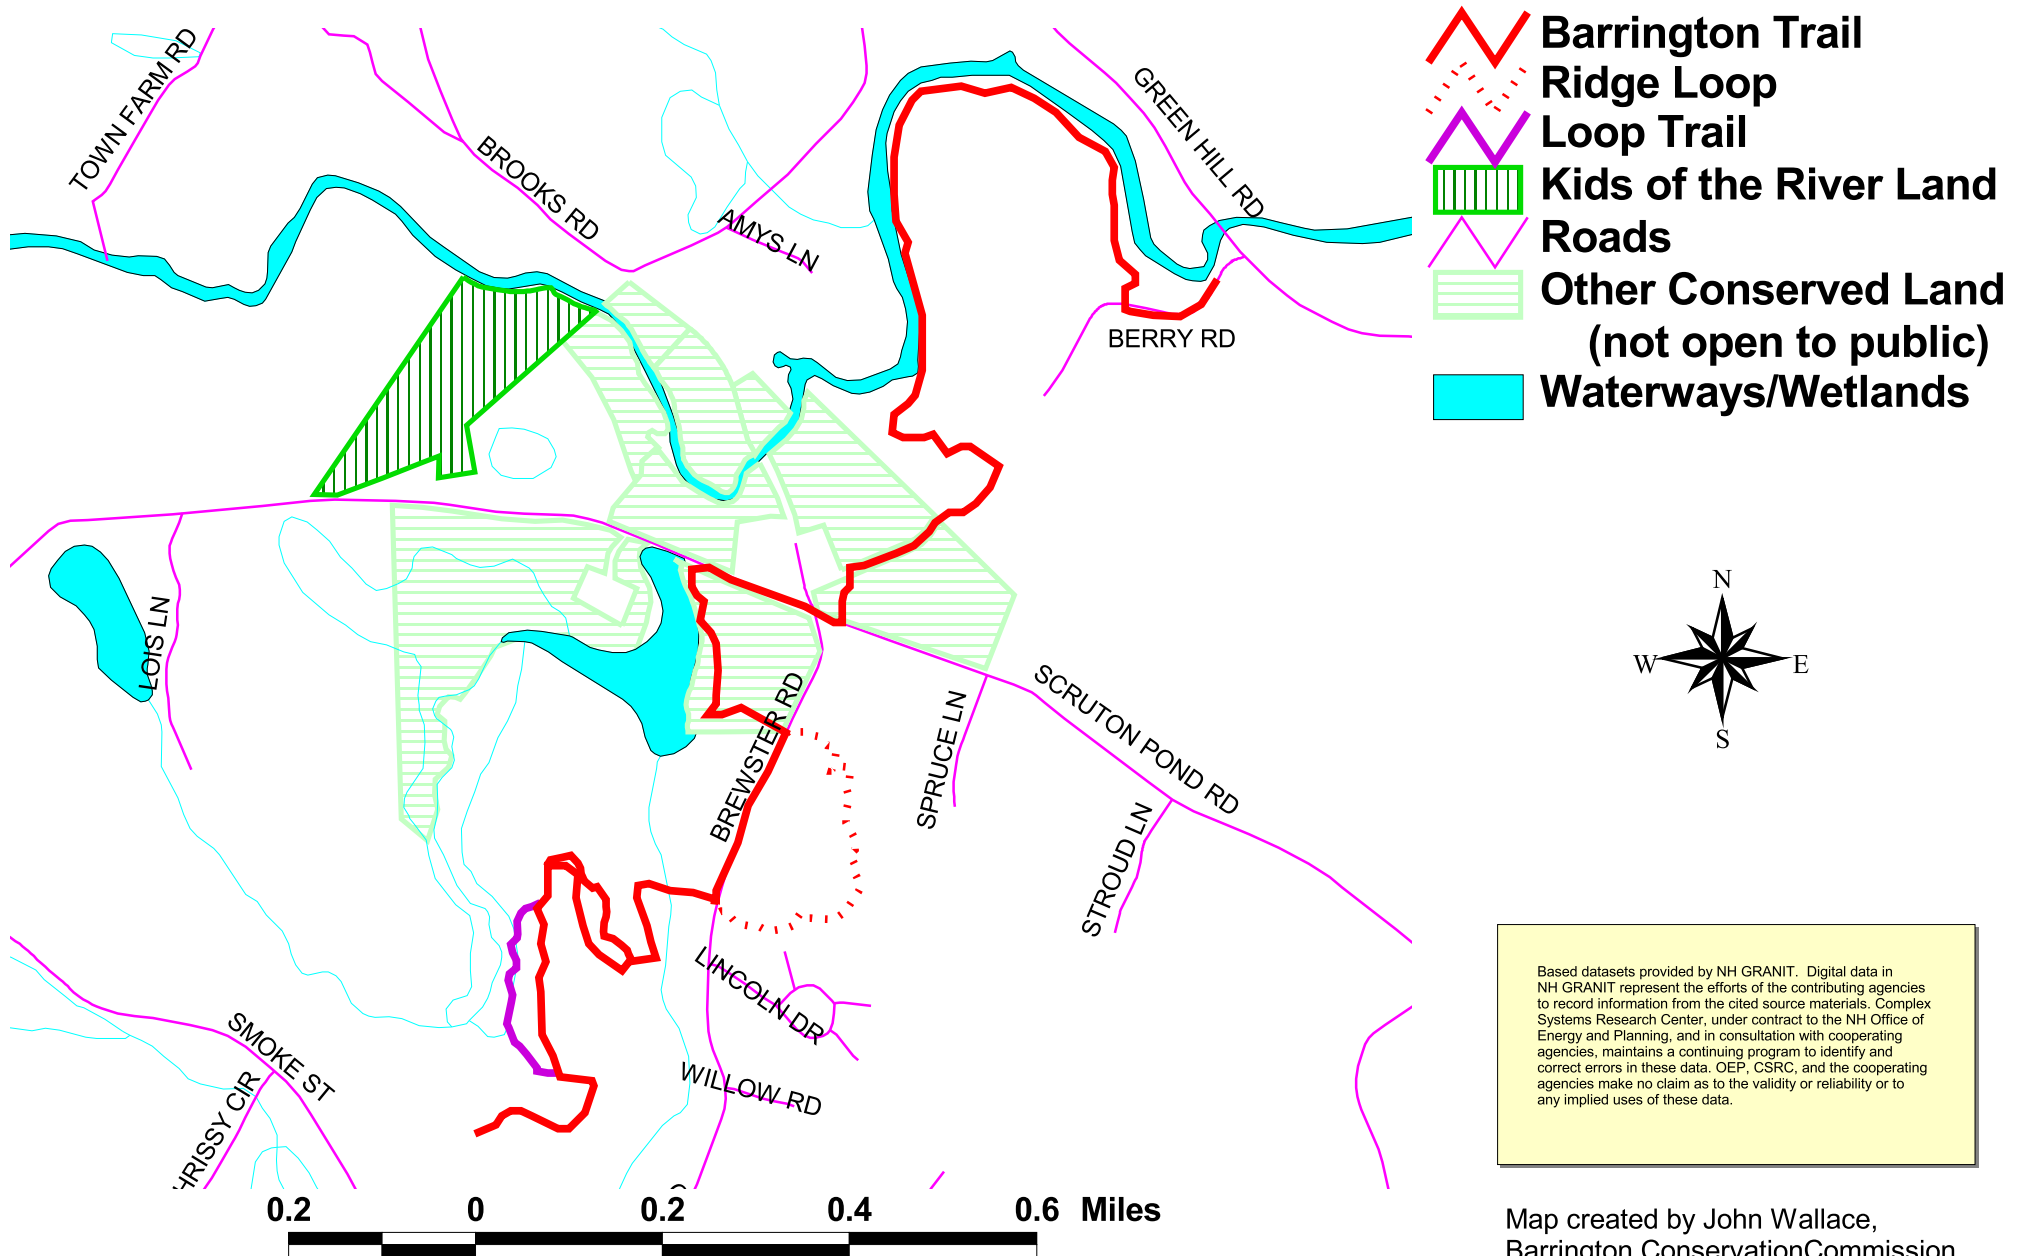 Barrington Trail
Ridge Loop
Loop Trail
Kids of the River Land
Roads
Other Conserved Land
(not open to public)
Waterways/Wetlands
TOWN FARM RD
BROOKS RD
AMYS LN
GREEN HILL RD
BERRY RD
LOIS LN
BREWSTER RD
SPRUCE LN
SCRUTON POND RD
STROUD LN
LINCOLN DR
WILLOW RD
SMOKE ST
HRISSY CIR
N
W
E
S
Based datasets provided by NH GRANIT. Digital data in
NH GRANIT represent the efforts of the contributing agencies
to record information from the cited source materials. Complex
Systems Research Center, under contract to the NH Office of
Energy and Planning, and in consultation with cooperating
agencies, maintains a continuing program to identify and
correct errors in these data. OEP, CSRC, and the cooperating
agencies make no claim as to the validity or reliability or to
any implied uses of these data.
0.2 0 0.2 0.4 0.6 Miles
Map created by John Wallace,
Barrington ConservationCommission